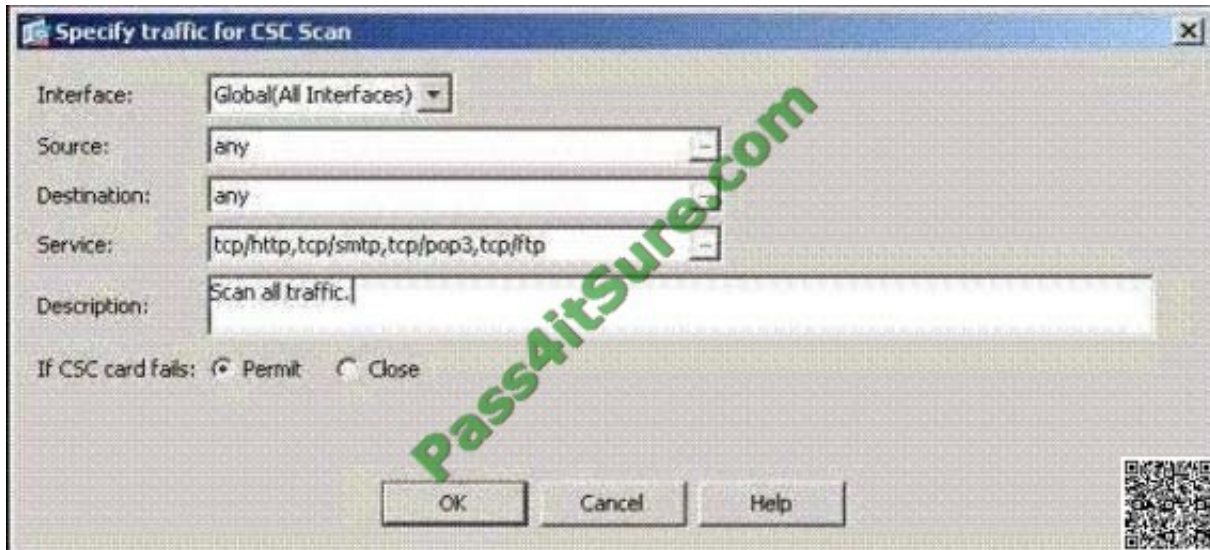 Specify traffic for CSC Scan
Interface: Global(All Interfaces)
Source: any
Destination: any
Service: tcp/http,tcp/smtp,tcp/pop3,tcp/ftp
Description: Scan all traffic.
If CSC card fails: Permit Close
Pass4itSure.com
OK Cancel Help